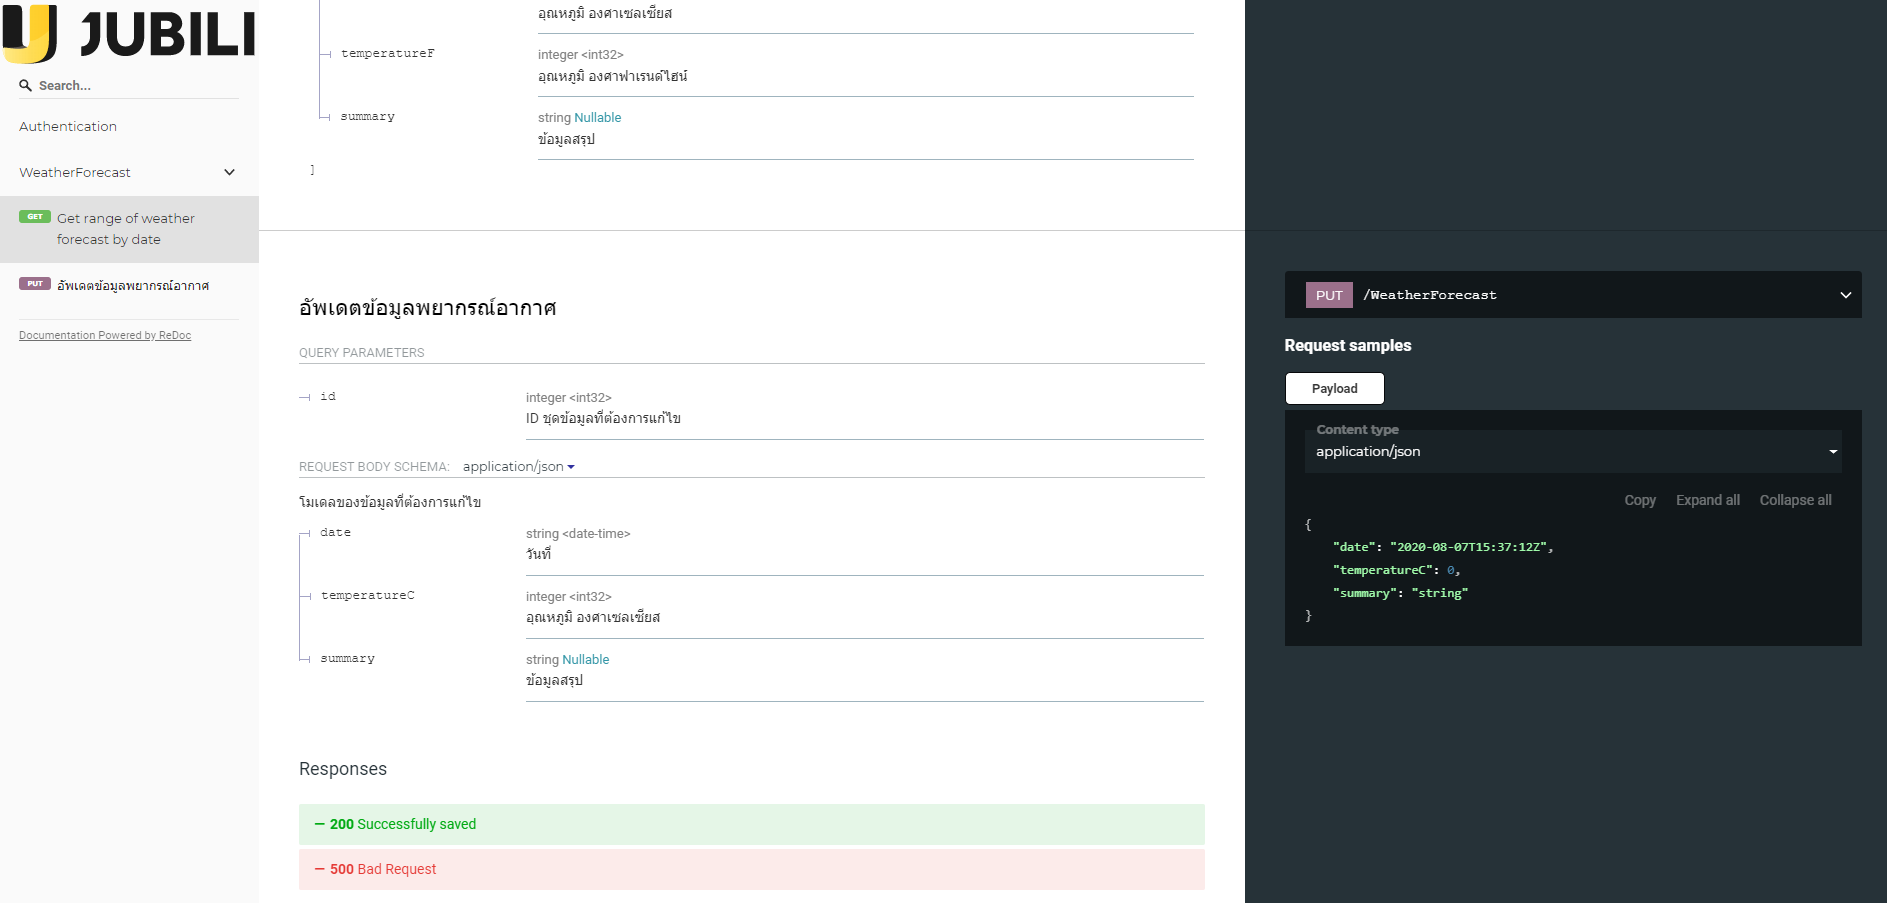 JUBILI
Search...
Authentication
WeatherForecast
GET Get range of weather
forecast by date
PUT อัพเดตข้อมูลพยากรณ์อากาศ
Documentation Powered by ReDoc
อุณหภูมิ องศาเซลเซียส
temperatureF
integer <int32>
อุณหภูมิ องศาฟาเรนต์ไฮน์
summary
string Nullable
ข้อมูลสรุป
]
อัพเดตข้อมูลพยากรณ์อากาศ
QUERY PARAMETERS
id
integer <int32>
ID ชุดข้อมูลที่ต้องการแก้ไข
REQUEST BODY SCHEMA: application/json
โมเดลของข้อมูลที่ต้องการแก้ไข
date
string <date-time>
วันที่
temperatureC
integer <int32>
อุณหภูมิ องศาเซลเซียส
summary
string Nullable
ข้อมูลสรุป
Responses
— 200 Successfully saved
— 500 Bad Request
PUT /WeatherForecast
Request samples
Payload
Content type
application/json
Copy Expand all Collapse all
{
"date": "2020-08-07T15:37:12Z",
"temperatureC": 0,
"summary": "string"
}